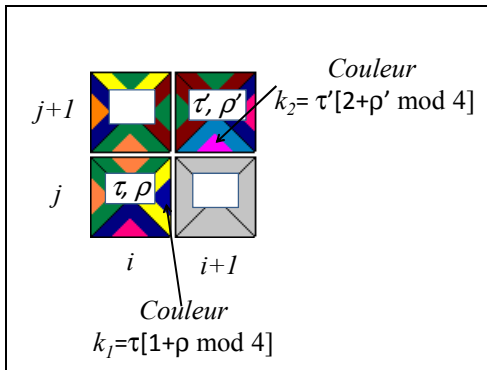 Couleur
j+1
τ', ρ'
k₂= τ'[2+ρ' mod 4]
j
τ, ρ
i
i+1
Couleur
k₁=τ[1+ρ mod 4]